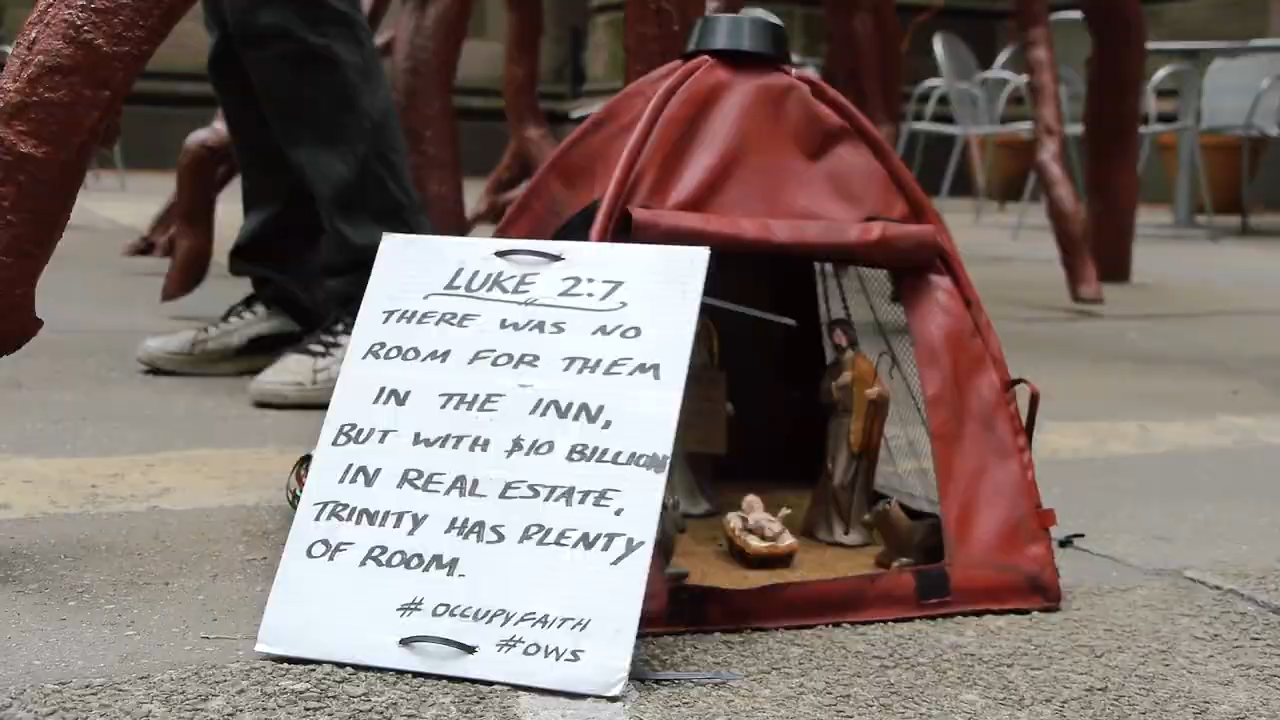 LUKE 2:7
THERE WAS NO
ROOM FOR THEM
IN THE INN,
BUT WITH $10 BILLION
IN REAL ESTATE,
TRINITY HAS PLENTY
OF ROOM.
#OCCUPYFAITH
#OWS